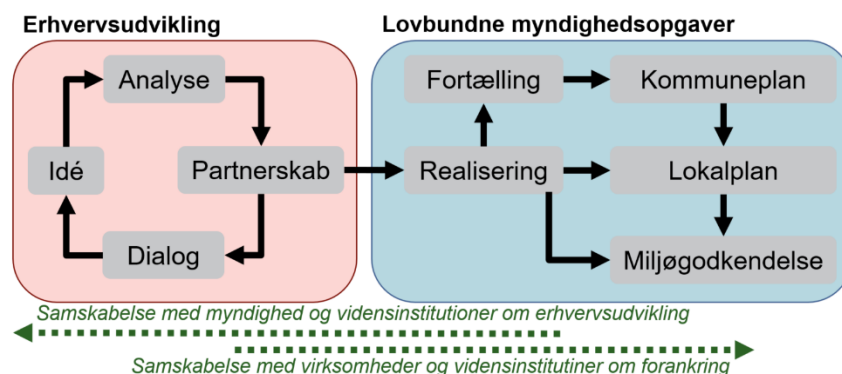 Erhvervsudvikling
Lovbundne myndighedsopgaver
Analyse
Fortælling
Kommuneplan
Idé
Partnerskab
Realisering
Lokalplan
Dialog
Miljøgodkendelse
Samskabelse med myndighed og vidensinstitutioner om erhvervsudvikling
Samskabelse med virksomheder og vidensinstitutiner om forankring